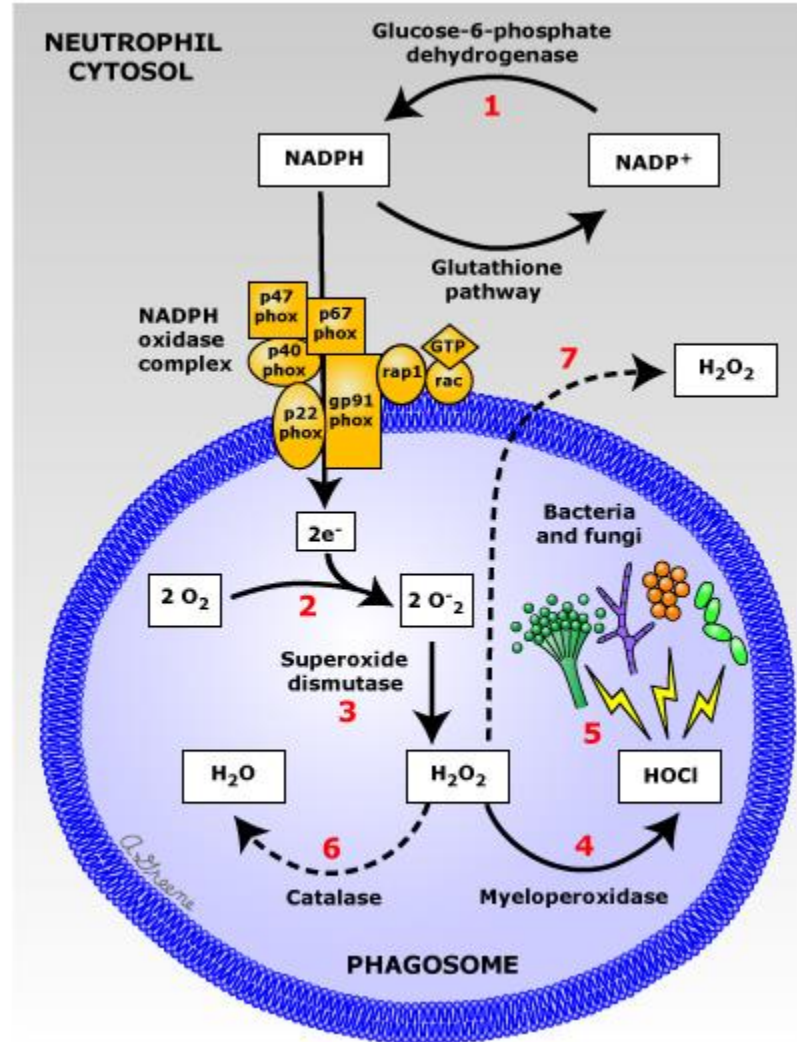 NEUTROPHIL
CYTOSOL
Glucose-6-phosphate
dehydrogenase
1
NADPH
NADP⁺
Glutathione
pathway
NADPH
oxidase
complex
p47
phox
p67
phox
p40
phox
p22
phox
gp91
phox
rap1
GTP
rac
7
H₂O₂
2e⁻
Bacteria
and fungi
2 O₂
2
2 O⁻₂
Superoxide
dismutase
3
5
H₂O
H₂O₂
HOCl
6
4
Catalase
Myeloperoxidase
A Greene
PHAGOSOME